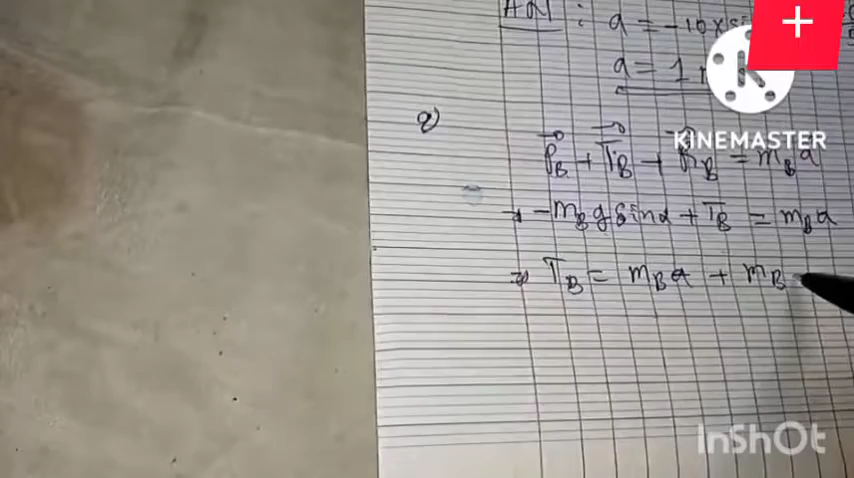 AN : a = -10 x si
a = 1
+
KINEMASTER
2) P_B + T_B + R_B = m_B a
→ -m_B g sin α + T_B = m_B a
⇒ T_B = m_B a + m_B
InShOt